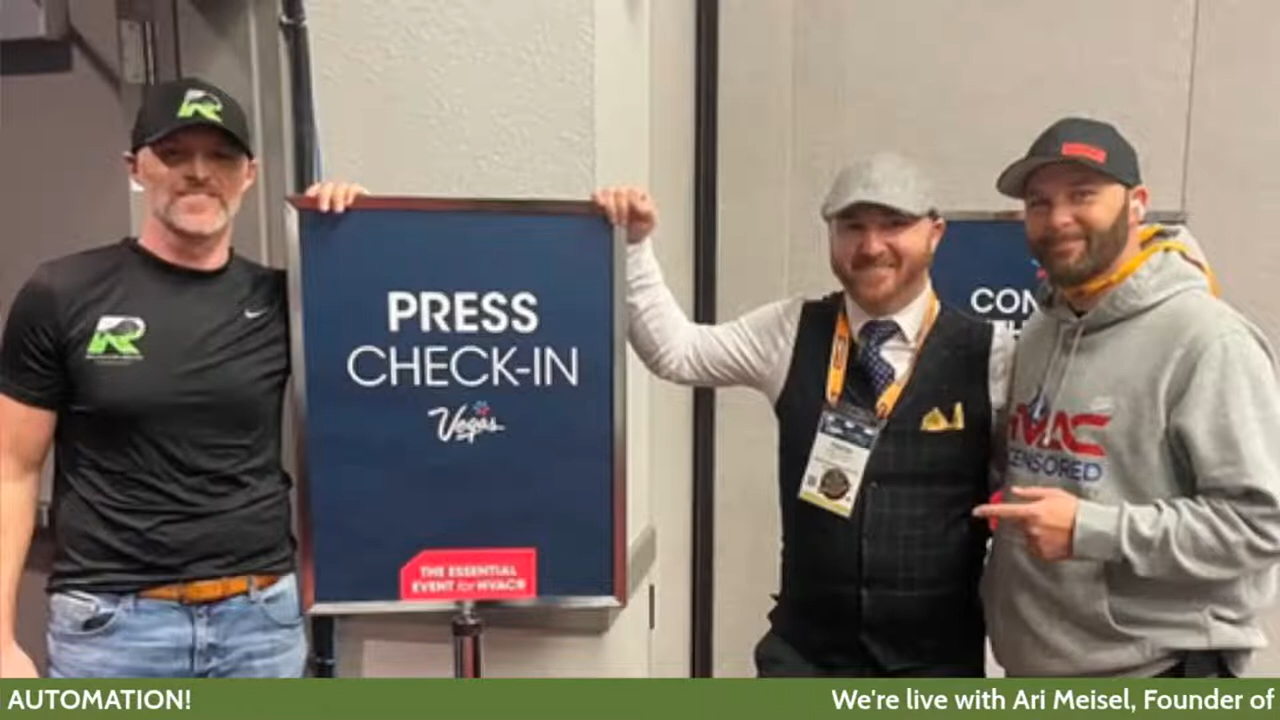 PRESS
CHECK-IN
Vegas
THE ESSENTIAL
EVENT for HVACR
CON
HVAC
CENSORED
AUTOMATION!
We're live with Ari Meisel, Founder of